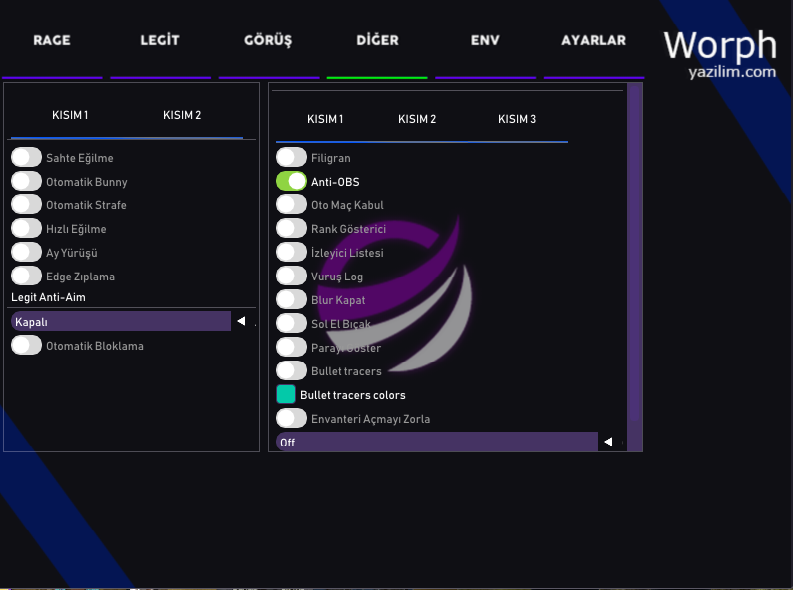 RAGE
LEGİT
GÖRÜŞ
DİĞER
ENV
AYARLAR
Worph
yazilim.com
KISIM 1
KISIM 2
Sahte Eğilme
Otomatik Bunny
Otomatik Strafe
Hızlı Eğilme
Ay Yürüşü
Edge Zıplama
Legit Anti-Aim
Kapalı
Otomatik Bloklama
KISIM 1
KISIM 2
KISIM 3
Filigran
Anti-OBS
Oto Maç Kabul
Rank Gösterici
İzleyici Listesi
Vuruş Log
Blur Kapat
Sol El Bıçak
Parayı Göster
Bullet tracers
Bullet tracers colors
Envanteri Açmayı Zorla
Off